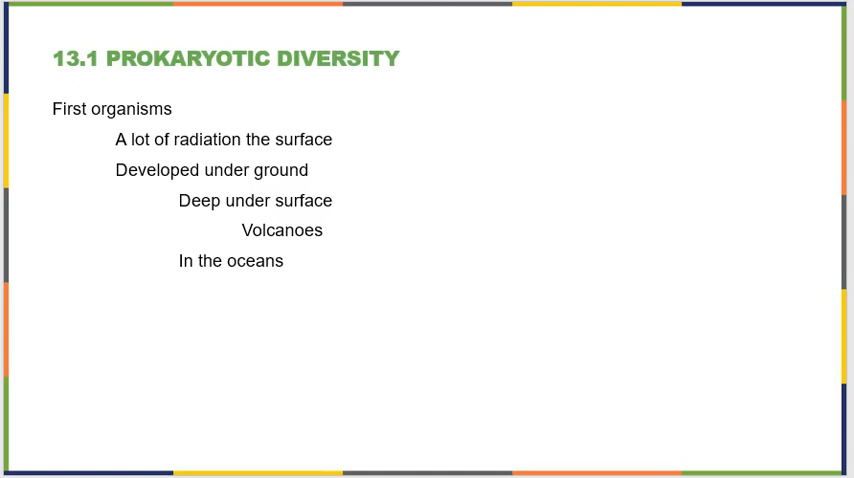 13.1 PROKARYOTIC DIVERSITY
First organisms
A lot of radiation the surface
Developed under ground
Deep under surface
Volcanoes
In the oceans